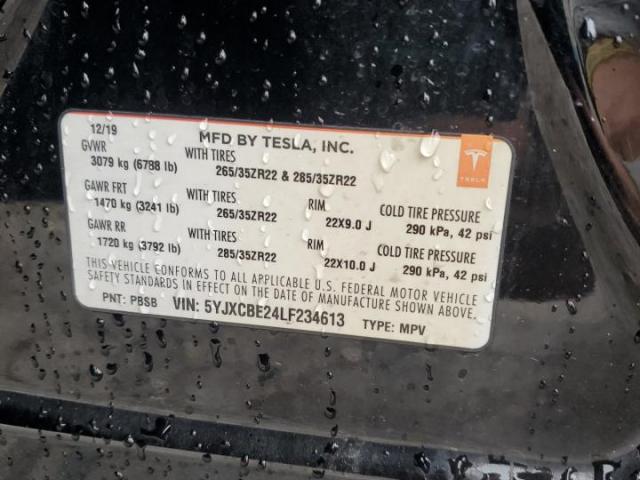 12/19 MFD BY TESLA, INC.
GVWR WITH TIRES
3079 kg (6788 lb) 265/35ZR22 & 285/35ZR22
TESLA
GAWR FRT WITH TIRES RIM COLD TIRE PRESSURE
1470 kg (3241 lb) 265/35ZR22 22X9.0 J 290 kPa, 42 psi
GAWR RR WITH TIRES RIM COLD TIRE PRESSURE
1720 kg (3792 lb) 285/35ZR22 22X10.0 J 290 kPa, 42 psi
THIS VEHICLE CONFORMS TO ALL APPLICABLE U.S. FEDERAL MOTOR VEHICLE
SAFETY STANDARDS IN EFFECT ON THE DATE OF MANUFACTURE SHOWN ABOVE.
PNT: PBSB VIN: 5YJXCBE24LF234613 TYPE: MPV